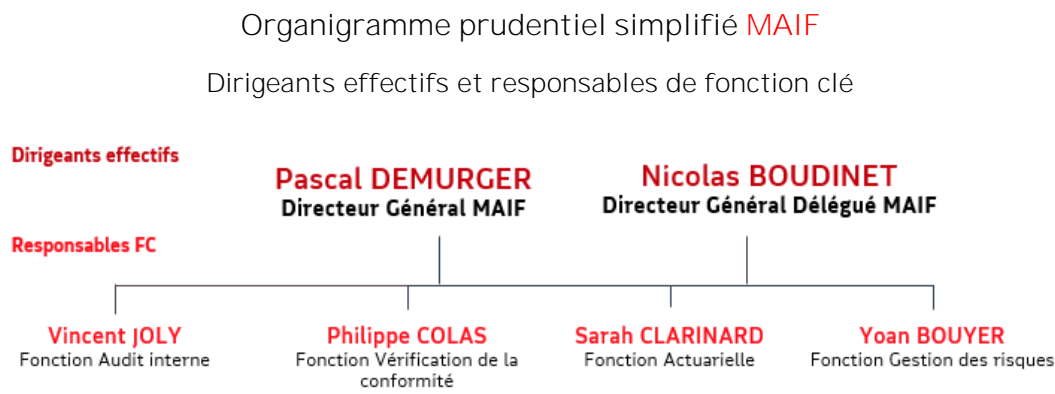 Organigramme prudentiel simplifié MAIF
Dirigeants effectifs et responsables de fonction clé
Dirigeants effectifs
Pascal DEMURGER
Directeur Général MAIF
Nicolas BOUDINET
Directeur Général Délégué MAIF
Responsables FC
Vincent JOLY
Fonction Audit interne
Philippe COLAS
Fonction Vérification de la
conformité
Sarah CLARINARD
Fonction Actuarielle
Yoan BOUYER
Fonction Gestion des risques